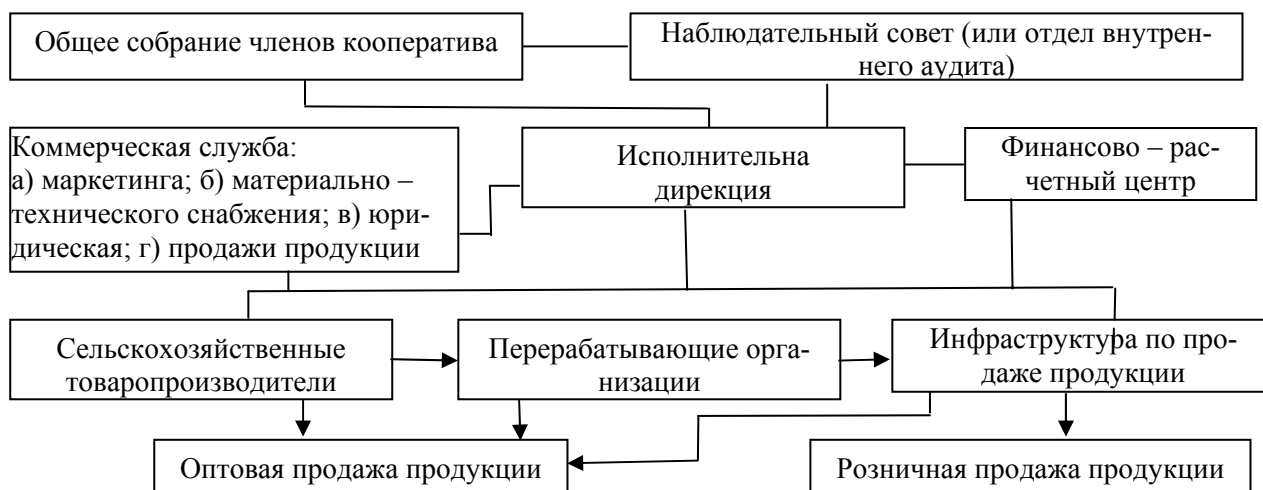 Общее собрание членов кооператива
Наблюдательный совет (или отдел внутрен-
него аудита)
Коммерческая служба:
а) маркетинга; б) материально –
технического снабжения; в) юри-
дическая; г) продажи продукции
Исполнительна
дирекция
Финансово – рас-
четный центр
Сельскохозяйственные
товаропроизводители
Перерабатывающие орга-
низации
Инфраструктура по про-
даже продукции
Оптовая продажа продукции
Розничная продажа продукции